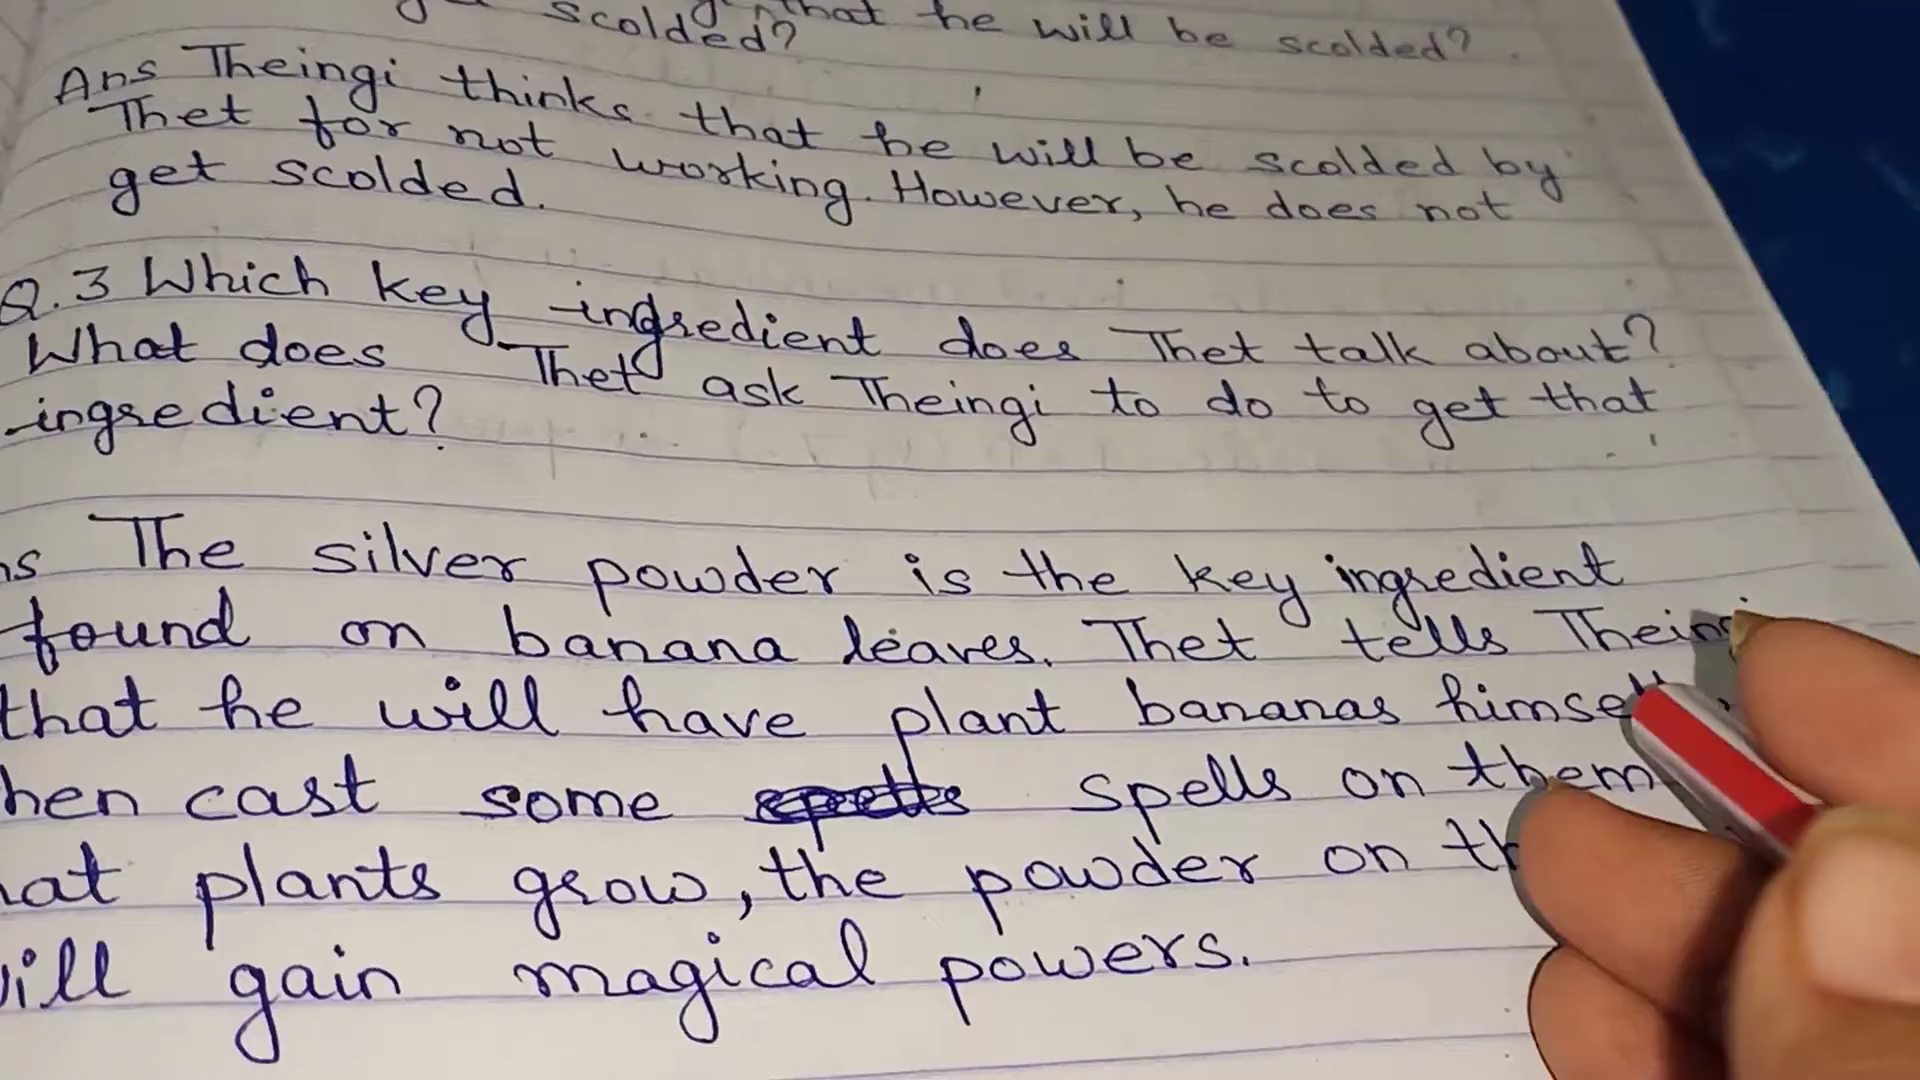 that he will be scolded?
scolded?
Ans Theingi thinks that he will be scolded by
Thet for not working. However, he does not
get scolded.
Q.3 Which key ingredient does Thet talk about?
What does Thet ask Theingi to do to get that
ingredient?
The silver powder is the key ingredient
found on banana leaves. Thet tells
that he will have plant bananas
cast some spells on them
plants grow, the powder on
gain magical powers.